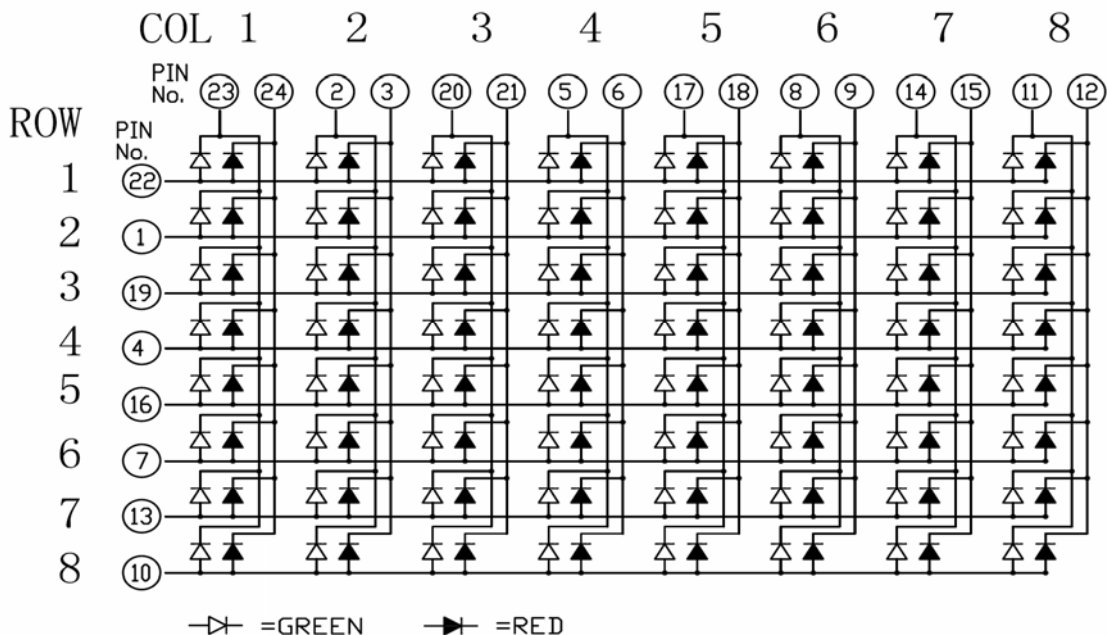 COL 1 2 3 4 5 6 7 8
PIN No. 23 24 2 3 20 21 5 6 17 18 8 9 14 15 11 12
ROW PIN No.
1 22
2 1
3 19
4 4
5 16
6 7
7 13
8 10
=GREEN =RED